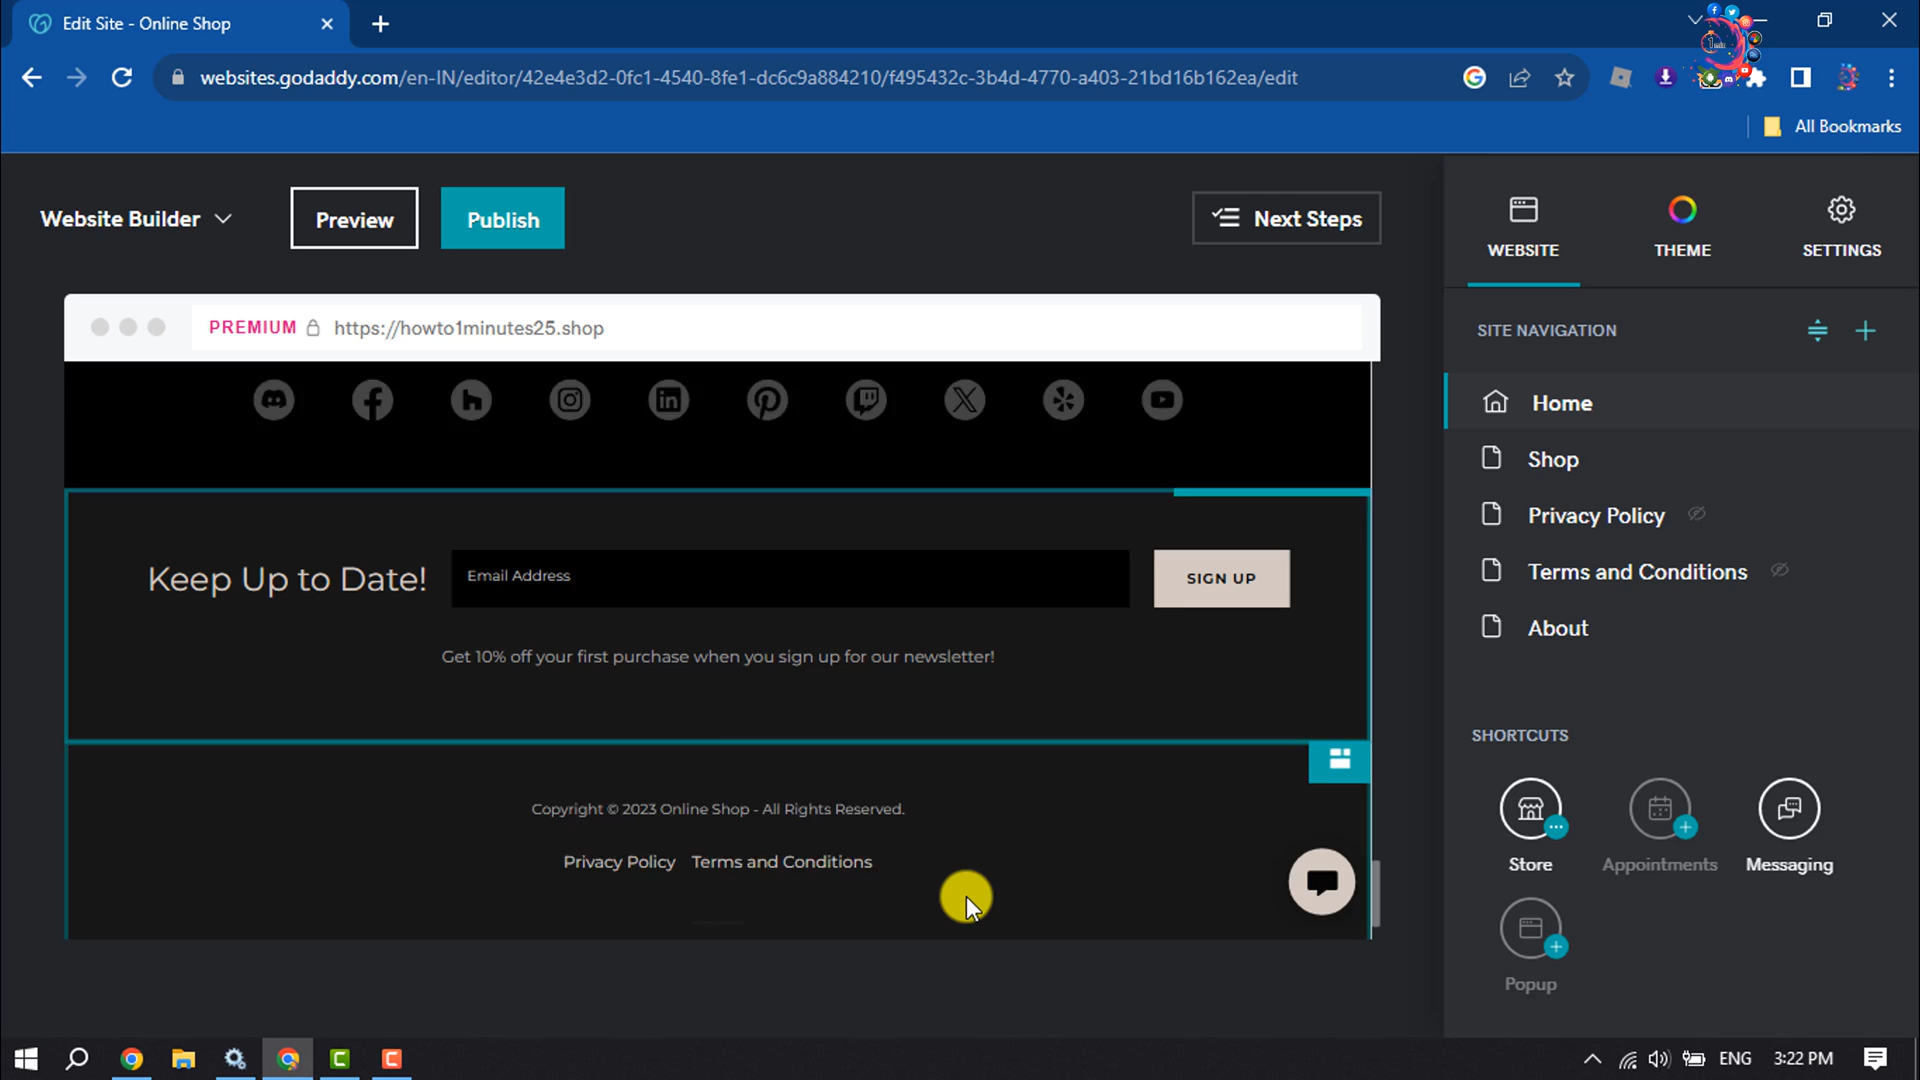 Edit Site - Online Shop
websites.godaddy.com/en-IN/editor/42e4e3d2-0fc1-4540-8fe1-dc6c9a884210/f495432c-3b4d-4770-a403-21bd16b162ea/edit
All Bookmarks
Website Builder
Preview
Publish
Next Steps
WEBSITE
THEME
SETTINGS
PREMIUM https://howto1minutes25.shop
SITE NAVIGATION
Home
Shop
Privacy Policy
Terms and Conditions
About
Keep Up to Date!
Email Address
SIGN UP
Get 10% off your first purchase when you sign up for our newsletter!
Copyright © 2023 Online Shop - All Rights Reserved.
Privacy Policy Terms and Conditions
SHORTCUTS
Store
Appointments
Messaging
Popup
ENG
3:22 PM